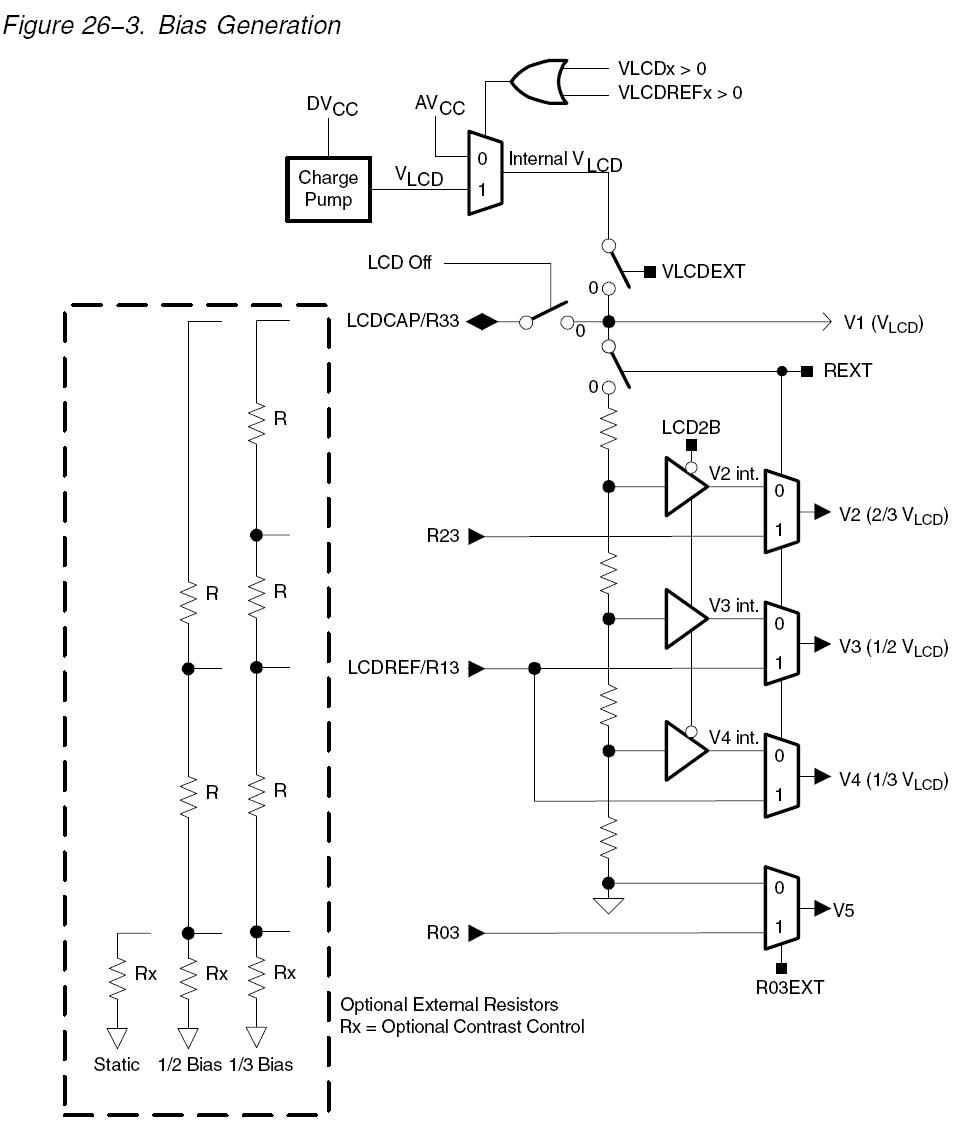 Figure 26–3. Bias Generation
VLCDx > 0
VLCDREFx > 0
DVCC
AVCC
Charge
Pump
VLCD
0
1
Internal VLCD
LCD Off
VLCDEXT
0
LCDCAP/R33
0
V1 (VLCD)
REXT
0
R
LCD2B
V2 int.
0
1
V2 (2/3 VLCD)
R23
R
R
V3 int.
0
1
V3 (1/2 VLCD)
LCDREF/R13
V4 int.
0
1
V4 (1/3 VLCD)
R
R
0
1
V5
R03
R03EXT
Rx
Rx
Rx
Optional External Resistors
Rx = Optional Contrast Control
Static
1/2 Bias
1/3 Bias